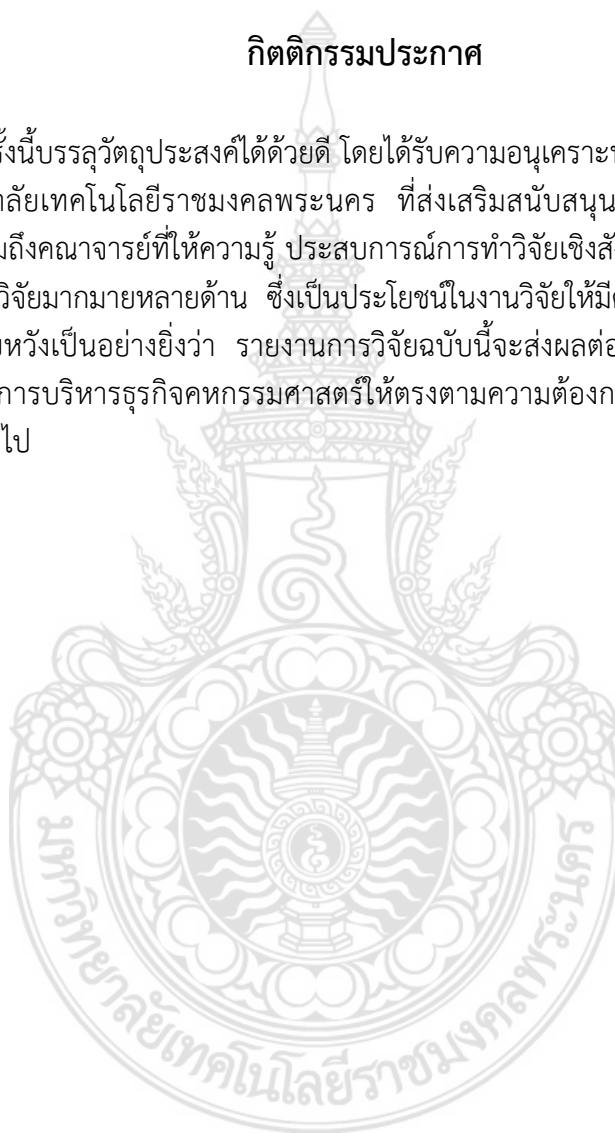 กิตติกรรมประกาศ
รั้งนี้บรรลุวัตถุประสงค์ได้ด้วยดี โดยได้รับความอนุเคราะห
าลัยเทคโนโลยีราชมงคลพระนคร ที่ส่งเสริมสนับสนุน
มถึงคณาจารย์ที่ให้ความรู้ ประสบการณ์การทำวิจัยเชิงสั
วิจัยมากมายหลายด้าน ซึ่งเป็นประโยชน์ในงานวิจัยให้มี
ยหวังเป็นอย่างยิ่งว่า รายงานการวิจัยฉบับนี้จะส่งผลต่อ
การบริหารธุรกิจคหกรรมศาสตร์ให้ตรงตามความต้องก
ไป
มหาวิทยาลัยเทคโนโลยีราชมงคลพระนคร